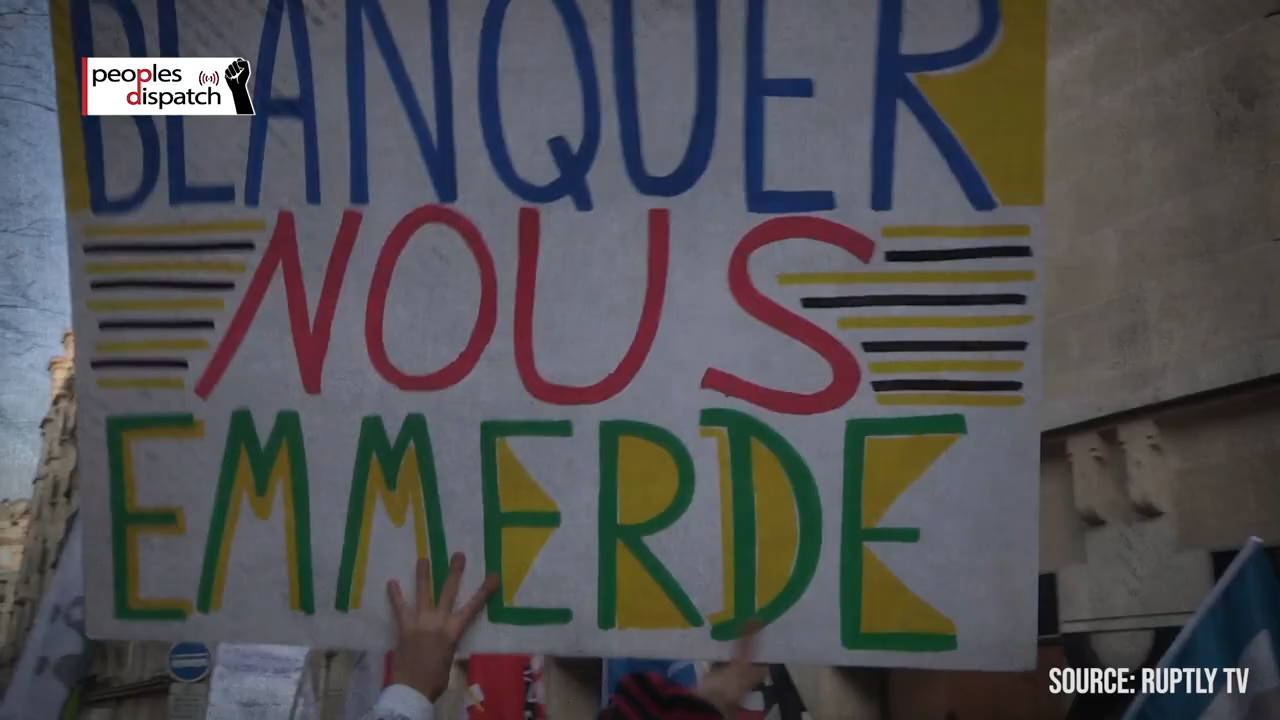 BLANQUER
peoples
dispatch
NOUS
EMMERDE
SOURCE: RUPTLY TV